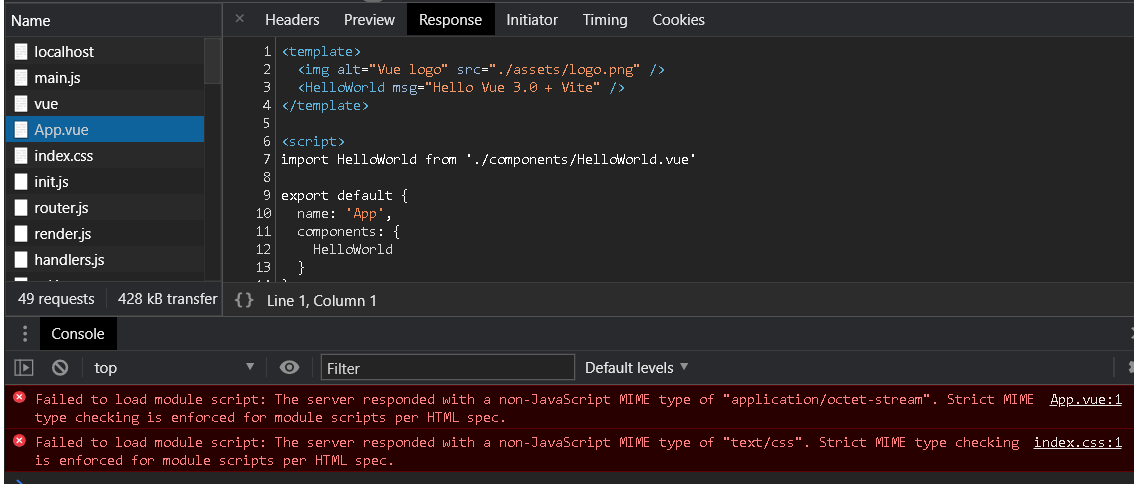 Name
Headers Preview Response Initiator Timing Cookies
localhost
main.js
vue
App.vue
index.css
init.js
router.js
render.js
handlers.js
49 requests 428 kB transfer
1 <template>
2 <img alt="Vue logo" src="./assets/logo.png" />
3 <HelloWorld msg="Hello Vue 3.0 + Vite" />
4 </template>
5
6 <script>
7 import HelloWorld from './components/HelloWorld.vue'
8
9 export default {
10 name: 'App',
11 components: {
12 HelloWorld
13 }
{} Line 1, Column 1
Console
top Filter Default levels
Failed to load module script: The server responded with a non-JavaScript MIME type of "application/octet-stream". Strict MIME App.vue:1
type checking is enforced for module scripts per HTML spec.
Failed to load module script: The server responded with a non-JavaScript MIME type of "text/css". Strict MIME type checking index.css:1
is enforced for module scripts per HTML spec.